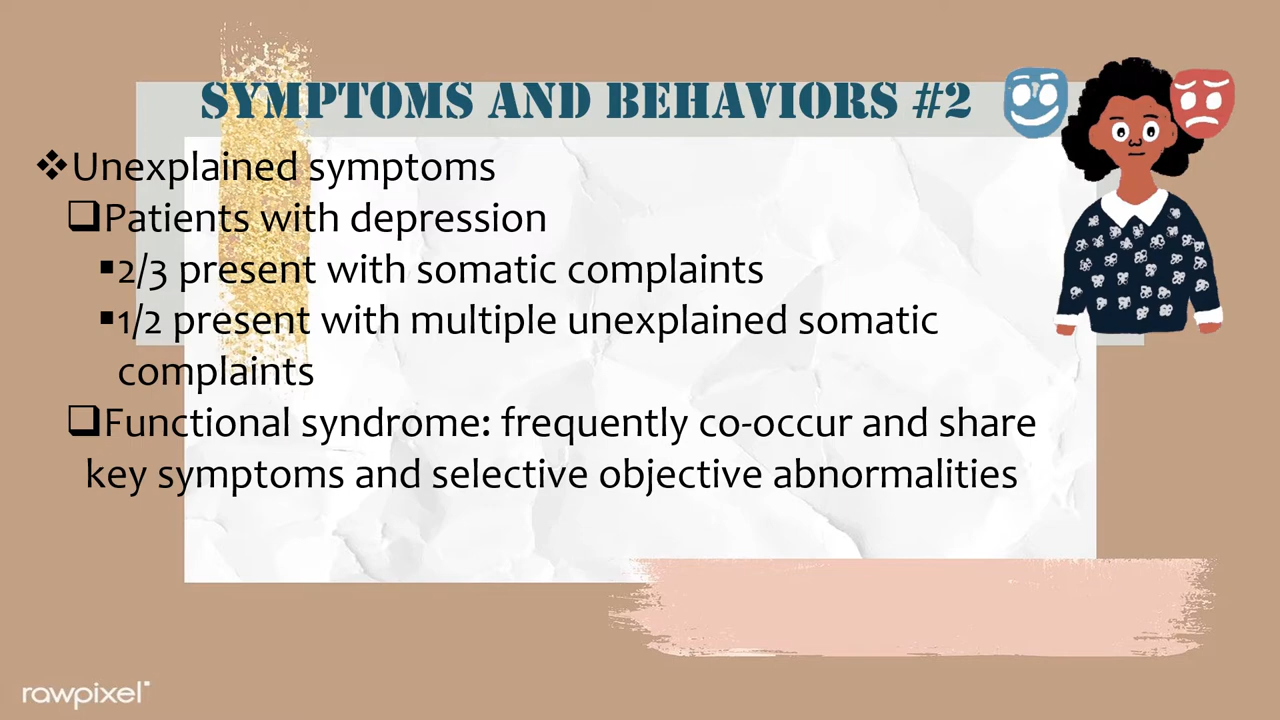 SYMPTOMS AND BEHAVIORS #2
❖Unexplained symptoms
❑Patients with depression
▪2/3 present with somatic complaints
▪1/2 present with multiple unexplained somatic
complaints
❑Functional syndrome: frequently co-occur and share
key symptoms and selective objective abnormalities
rawpixel